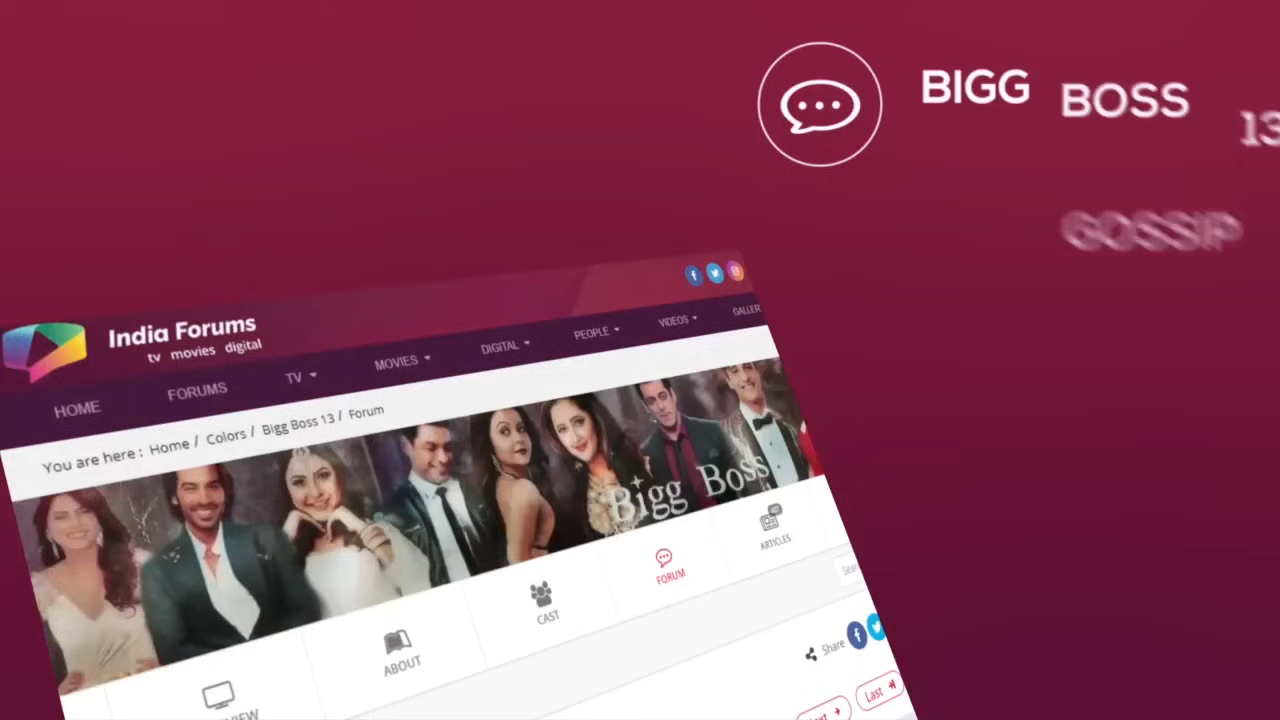 BIGG BOSS 13
GOSSIP
India Forums
tv movies digital
HOME FORUMS TV MOVIES DIGITAL PEOPLE VIDEOS
You are here : Home / Colors / Bigg Boss 13 / Forum
Bigg Boss
ABOUT CAST FORUM ARTICLES
Share
Last